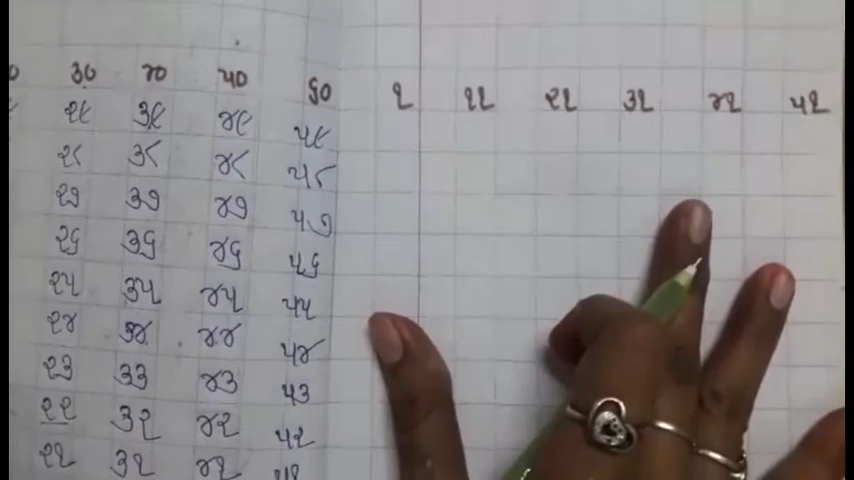 ૩૦ ૪૦ ૫૦ ૬૦ ૧ ૧૧ ૨૧ ૩૧ ૪૧ ૫૧
૨૯ ૩૯ ૪૯ ૫૯
૨૮ ૩૮ ૪૮ ૫૮
૨૭ ૩૭ ૪૭ ૫૭
૨૬ ૩૬ ૪૬ ૫૬
૨૫ ૩૫ ૪૫ ૫૫
૨૪ ૩૪ ૪૪ ૫૪
૨૩ ૩૩ ૪૩ ૫૩
૨૨ ૩૨ ૪૨ ૫૨
૨૧ ૩૧ ૪૧